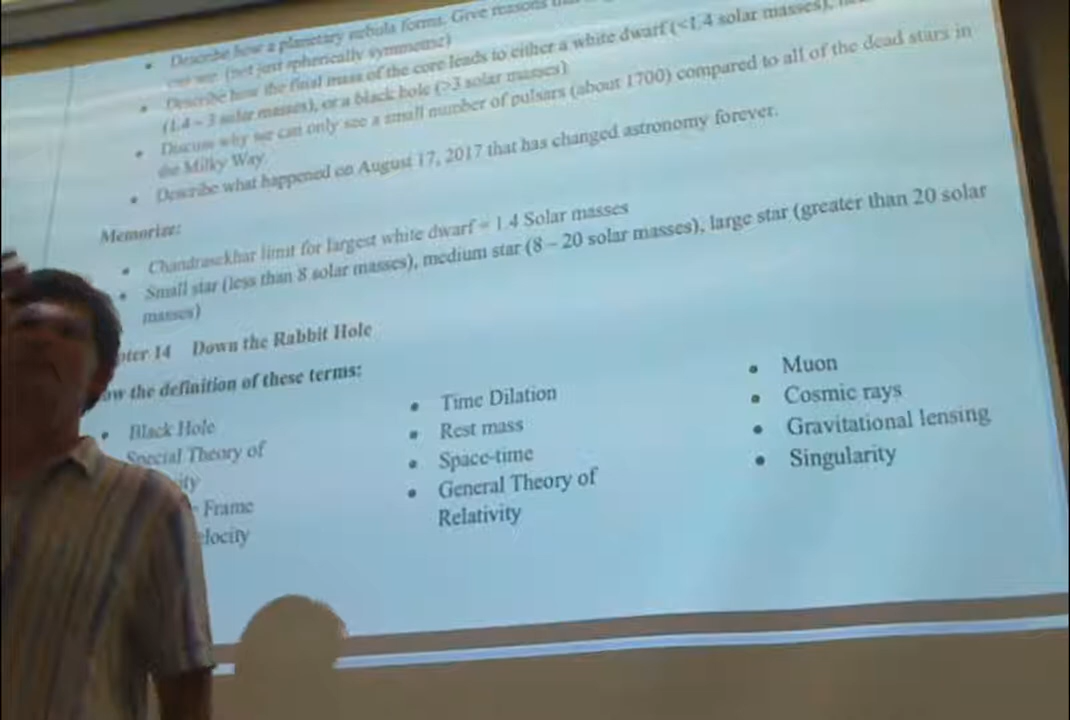 • Describe how a planetary nebula forms. Give reasons
(not just spherically symmetric)
• Describe how the final mass of the core leads to either a white dwarf (<1.4 solar masses),
(1.4 – 3 solar masses), or a black hole (>3 solar masses)
• Discuss why we can only see a small number of pulsars (about 1700) compared to all of the dead stars in
the Milky Way.
• Describe what happened on August 17, 2017 that has changed astronomy forever.
Memorize:
• Chandrasekhar limit for largest white dwarf = 1.4 Solar masses
• Small star (less than 8 solar masses), medium star (8 – 20 solar masses), large star (greater than 20 solar
masses)
pter 14 Down the Rabbit Hole
ow the definition of these terms:
• Black Hole
Special Theory of
ity
Frame
elocity
• Time Dilation
• Rest mass
• Space-time
• General Theory of
Relativity
• Muon
• Cosmic rays
• Gravitational lensing
• Singularity